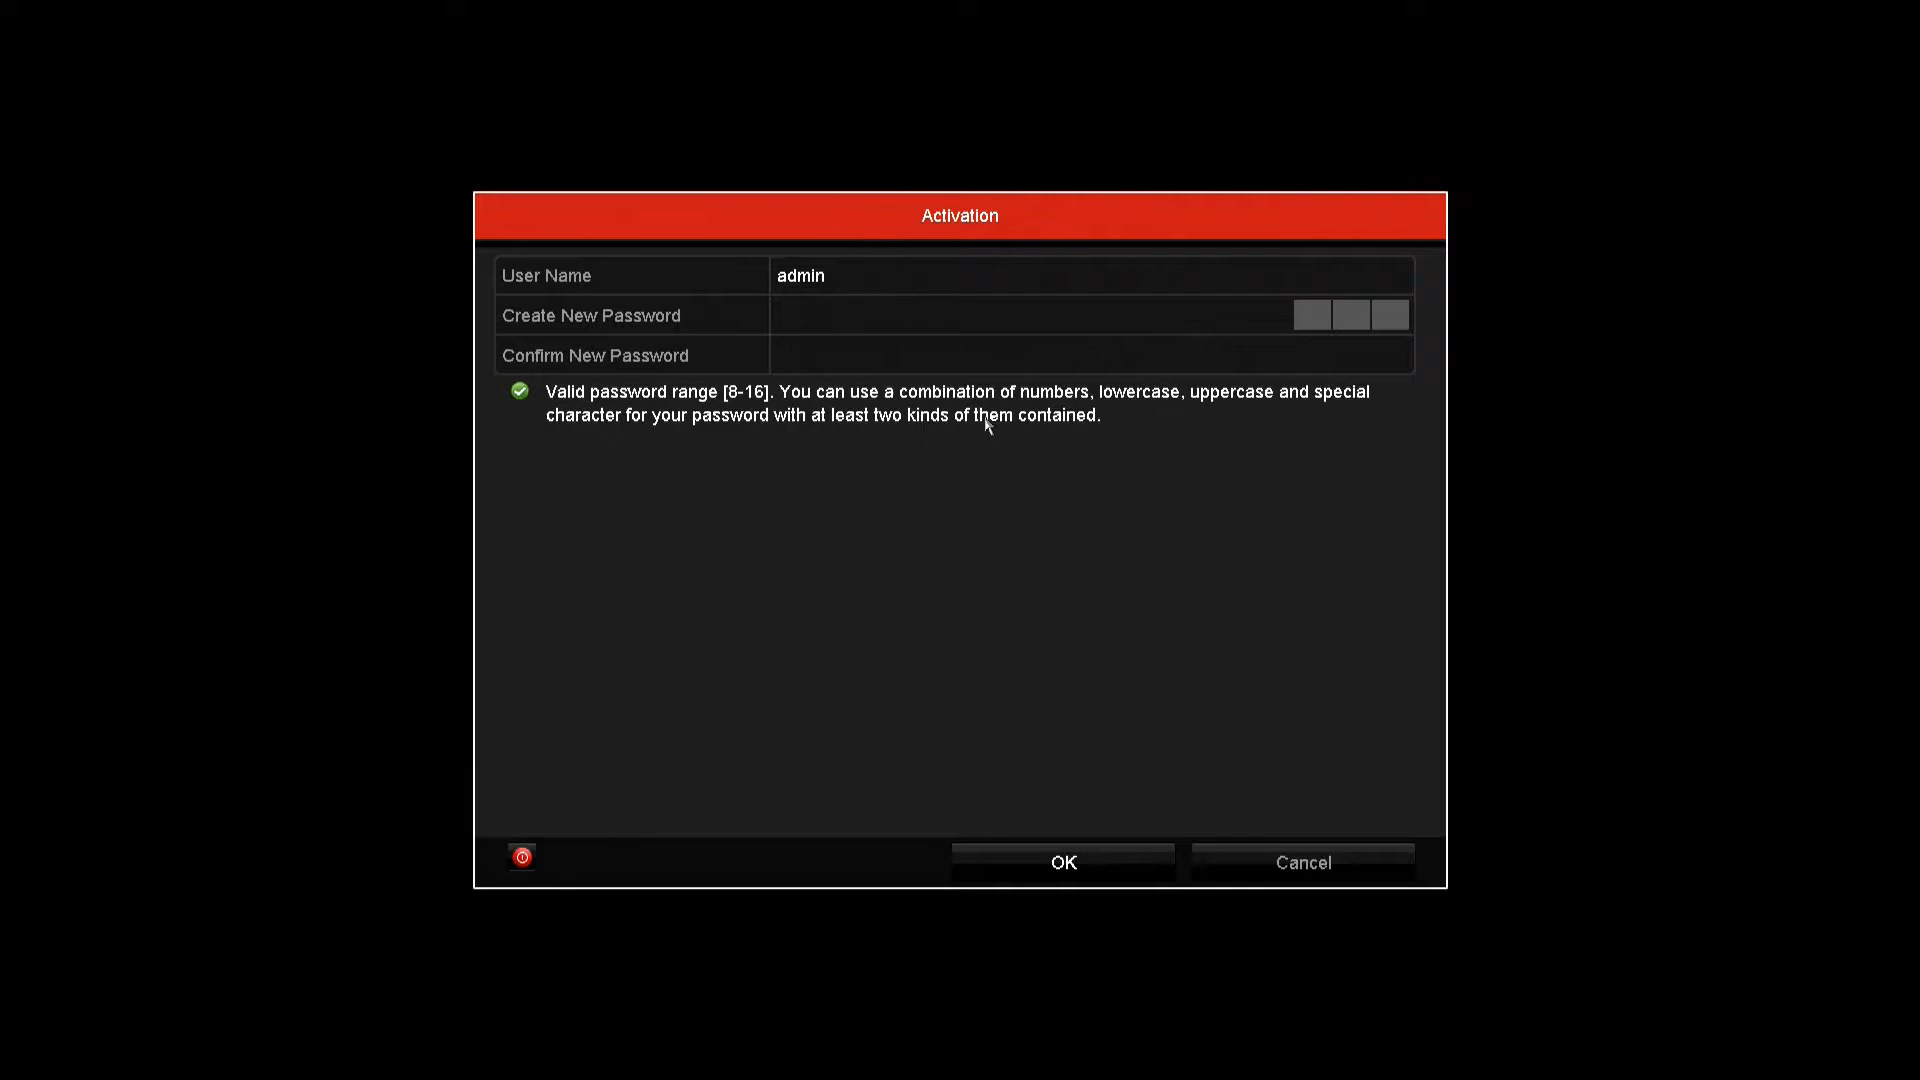 Activation
User Name admin
Create New Password
Confirm New Password
Valid password range [8-16]. You can use a combination of numbers, lowercase, uppercase and special
character for your password with at least two kinds of them contained.
OK Cancel